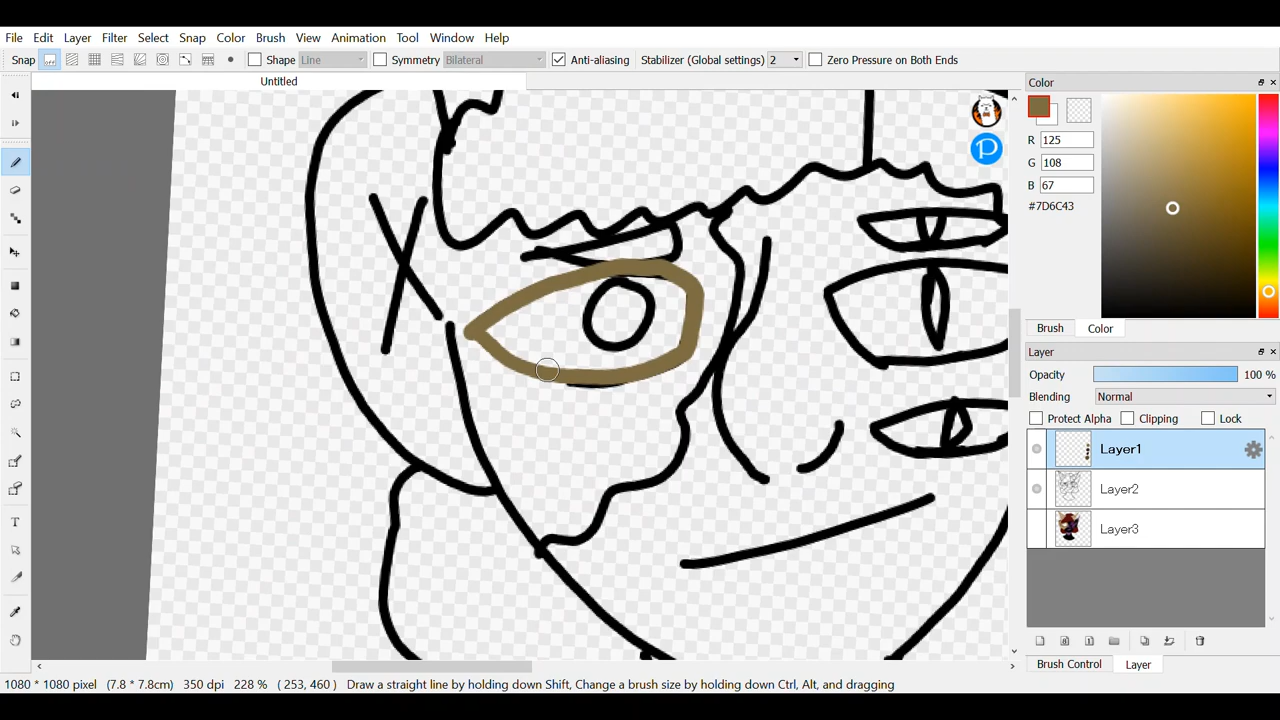 File Edit View Layer Filter Select Snap Color Brush View Animation Tool Window Help
Snap Shape Line Symmetry Bilateral Anti-aliasing Stabilizer (Global settings) 2 Zero Pressure on Both Ends
Untitled
Color
R 125
G 108
B 67
#7D6C43
Brush Color
Layer
Opacity 100 %
Blending Normal
Protect Alpha Clipping Lock
Layer1
Layer2
Layer3
Brush Control Layer
1080 * 1080 pixel (7.8 * 7.8cm) 350 dpi 228 % ( 253, 460 ) Draw a straight line by holding down Shift, Change a brush size by holding down Ctrl, Alt, and dragging